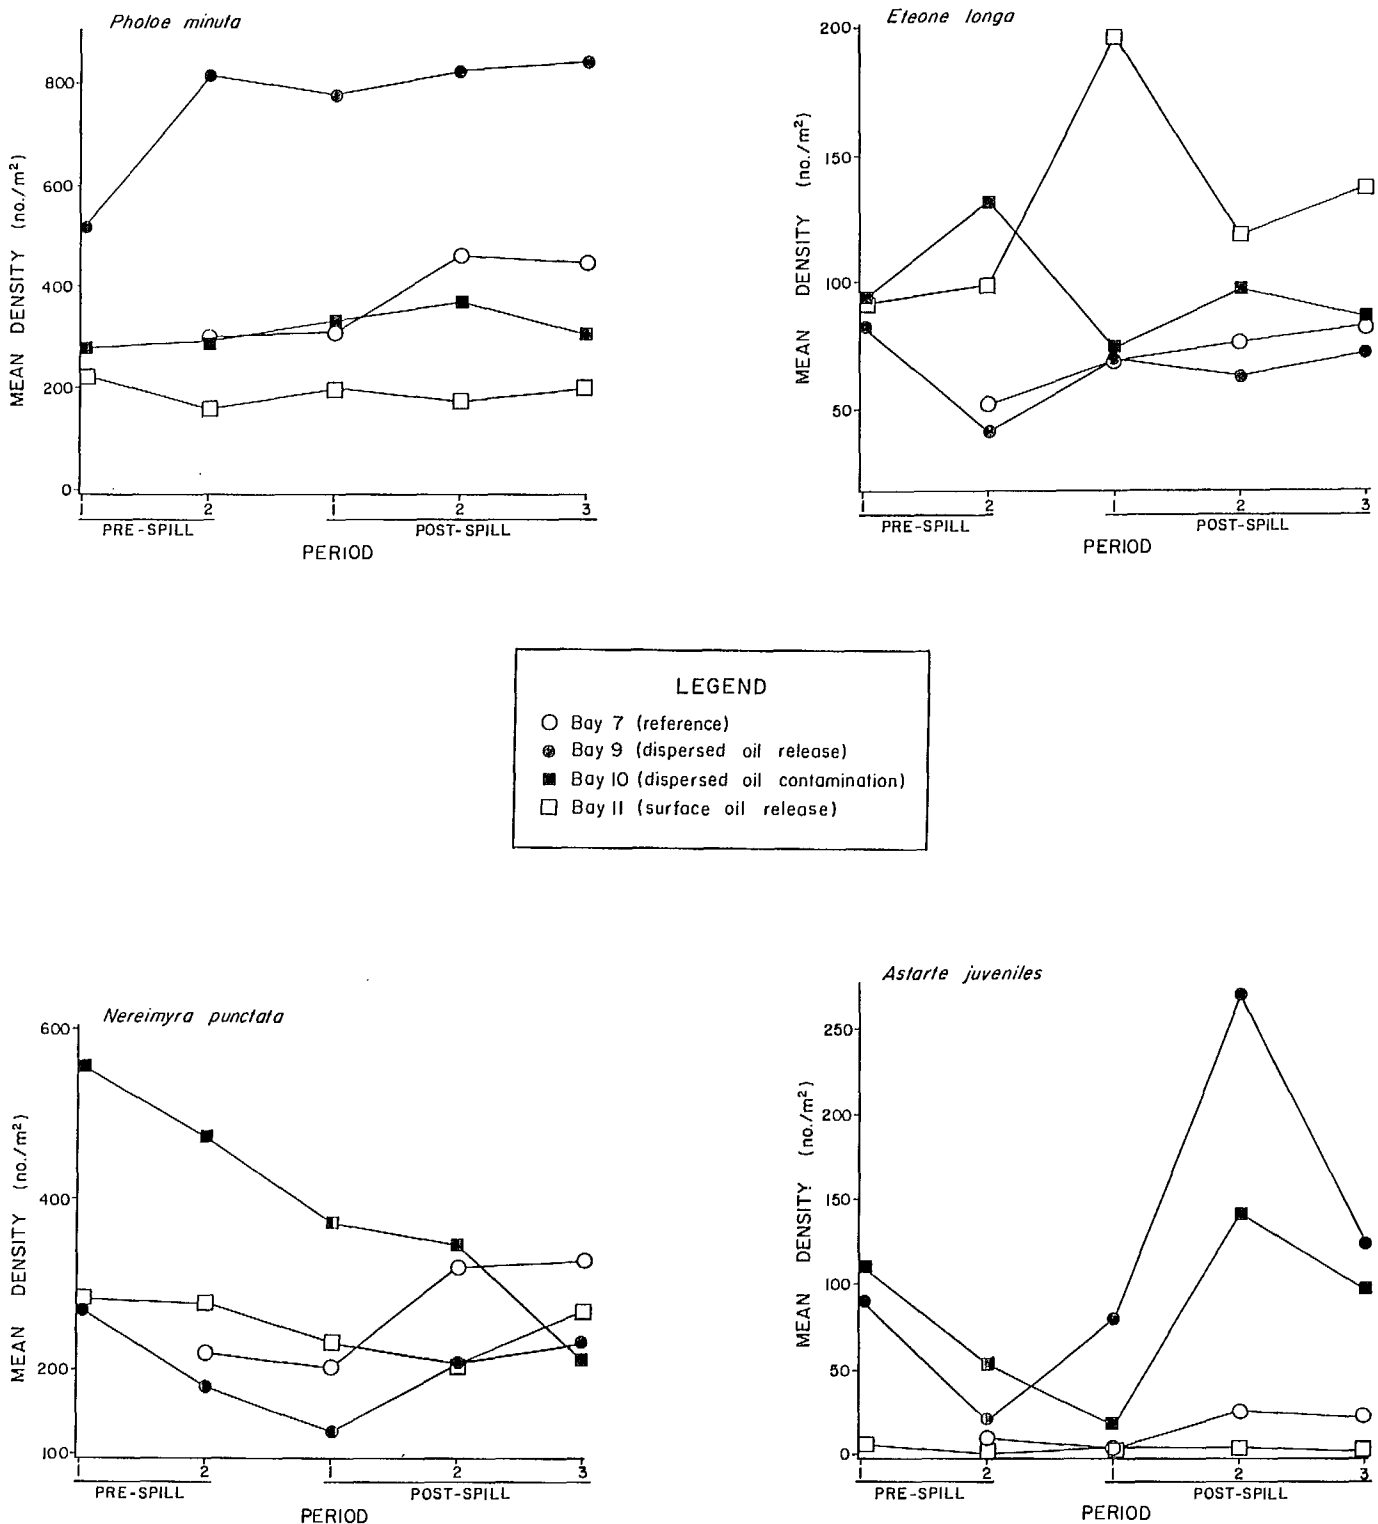 Pholoe minuta
MEAN DENSITY (no./m²)
800
600
400
200
0
1 2 1 2 3
PRE-SPILL POST-SPILL
PERIOD
Eteone longa
MEAN DENSITY (no./m²)
200
150
100
50
1 2 1 2 3
PRE-SPILL POST-SPILL
PERIOD
LEGEND
Bay 7 (reference)
Bay 9 (dispersed oil release)
Bay 10 (dispersed oil contamination)
Bay 11 (surface oil release)
Nereimyra punctata
MEAN DENSITY (no./m²)
600
400
200
100
1 2 1 2 3
PRE-SPILL POST-SPILL
PERIOD
Astarte juveniles
MEAN DENSITY (no./m²)
250
200
150
100
50
0
1 2 1 2 3
PRE-SPILL POST-SPILL
PERIOD